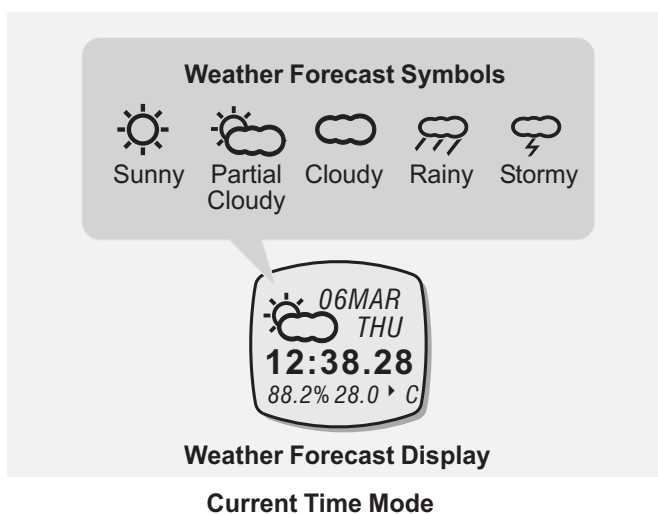 Weather Forecast Symbols
Sunny Partial Cloudy Rainy Stormy
Cloudy
06MAR
THU
12:38.28
88.2% 28.0 ‣ C
Weather Forecast Display
Current Time Mode